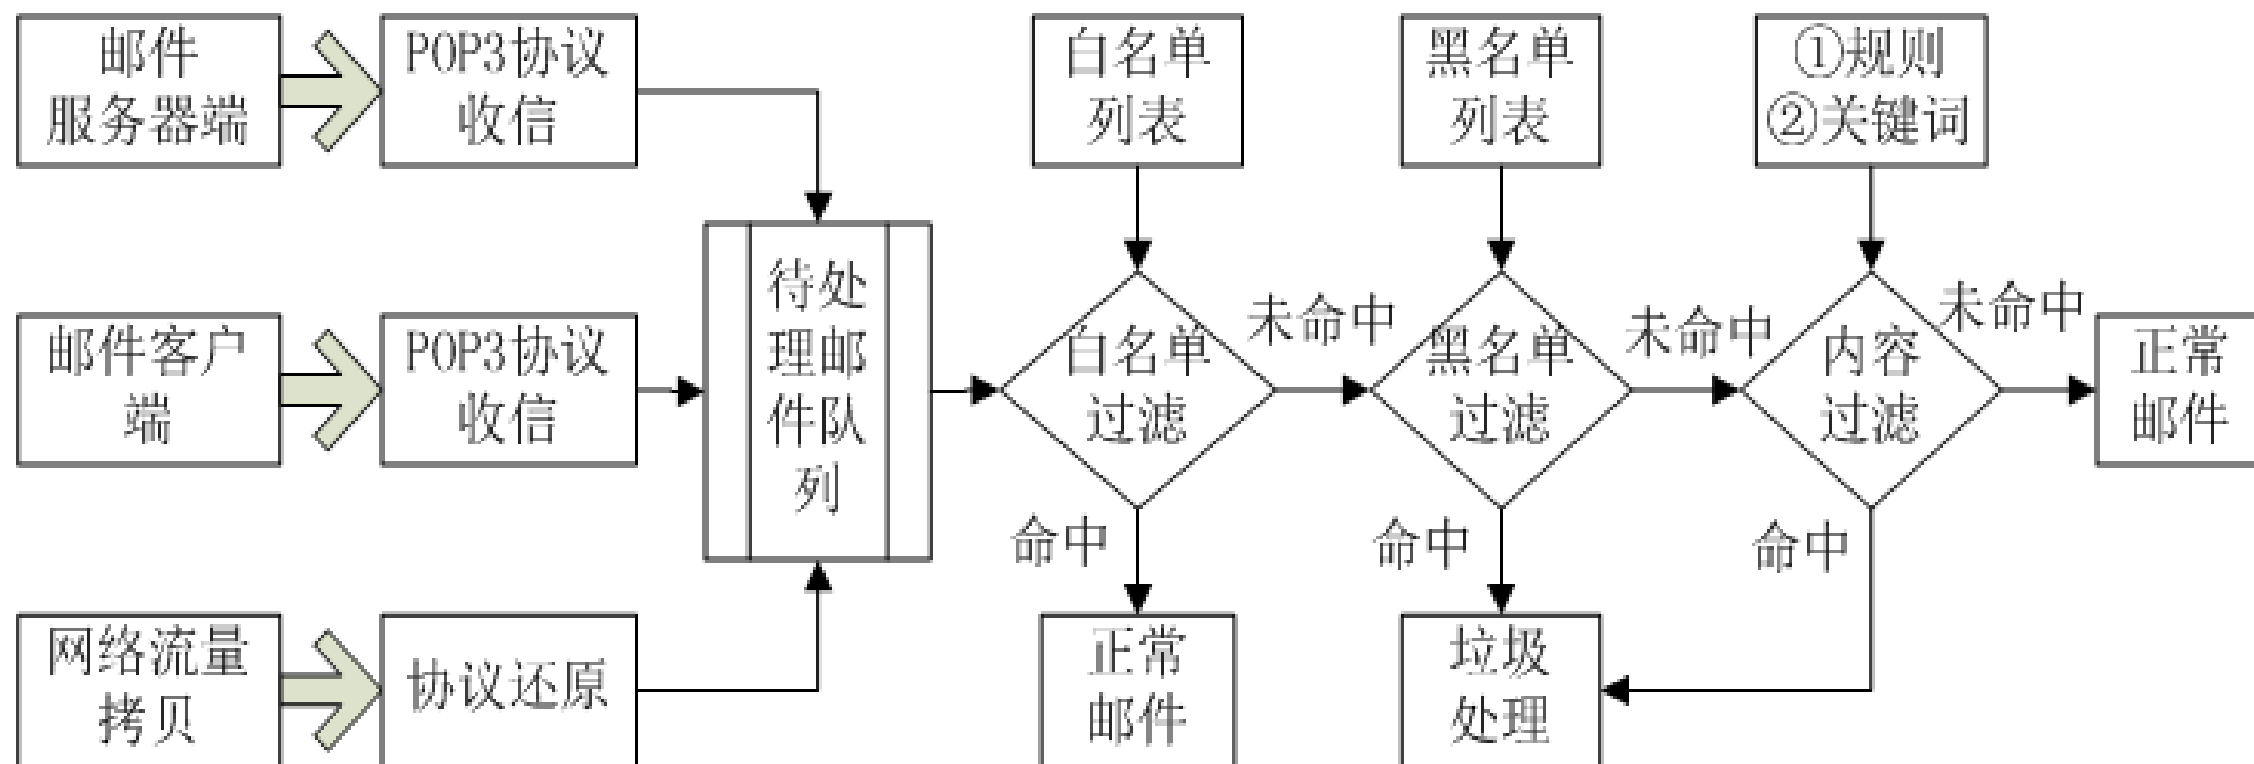 邮件
服务器端
POP3协议
收信
白名单
列表
黑名单
列表
①规则
②关键词
邮件客户
端
POP3协议
收信
待处
理邮
件队
列
白名单
过滤
未命中
黑名单
过滤
未命中
内容
过滤
未命中
正常
邮件
命中
命中
命中
网络流量
拷贝
协议还原
正常
邮件
垃圾
处理